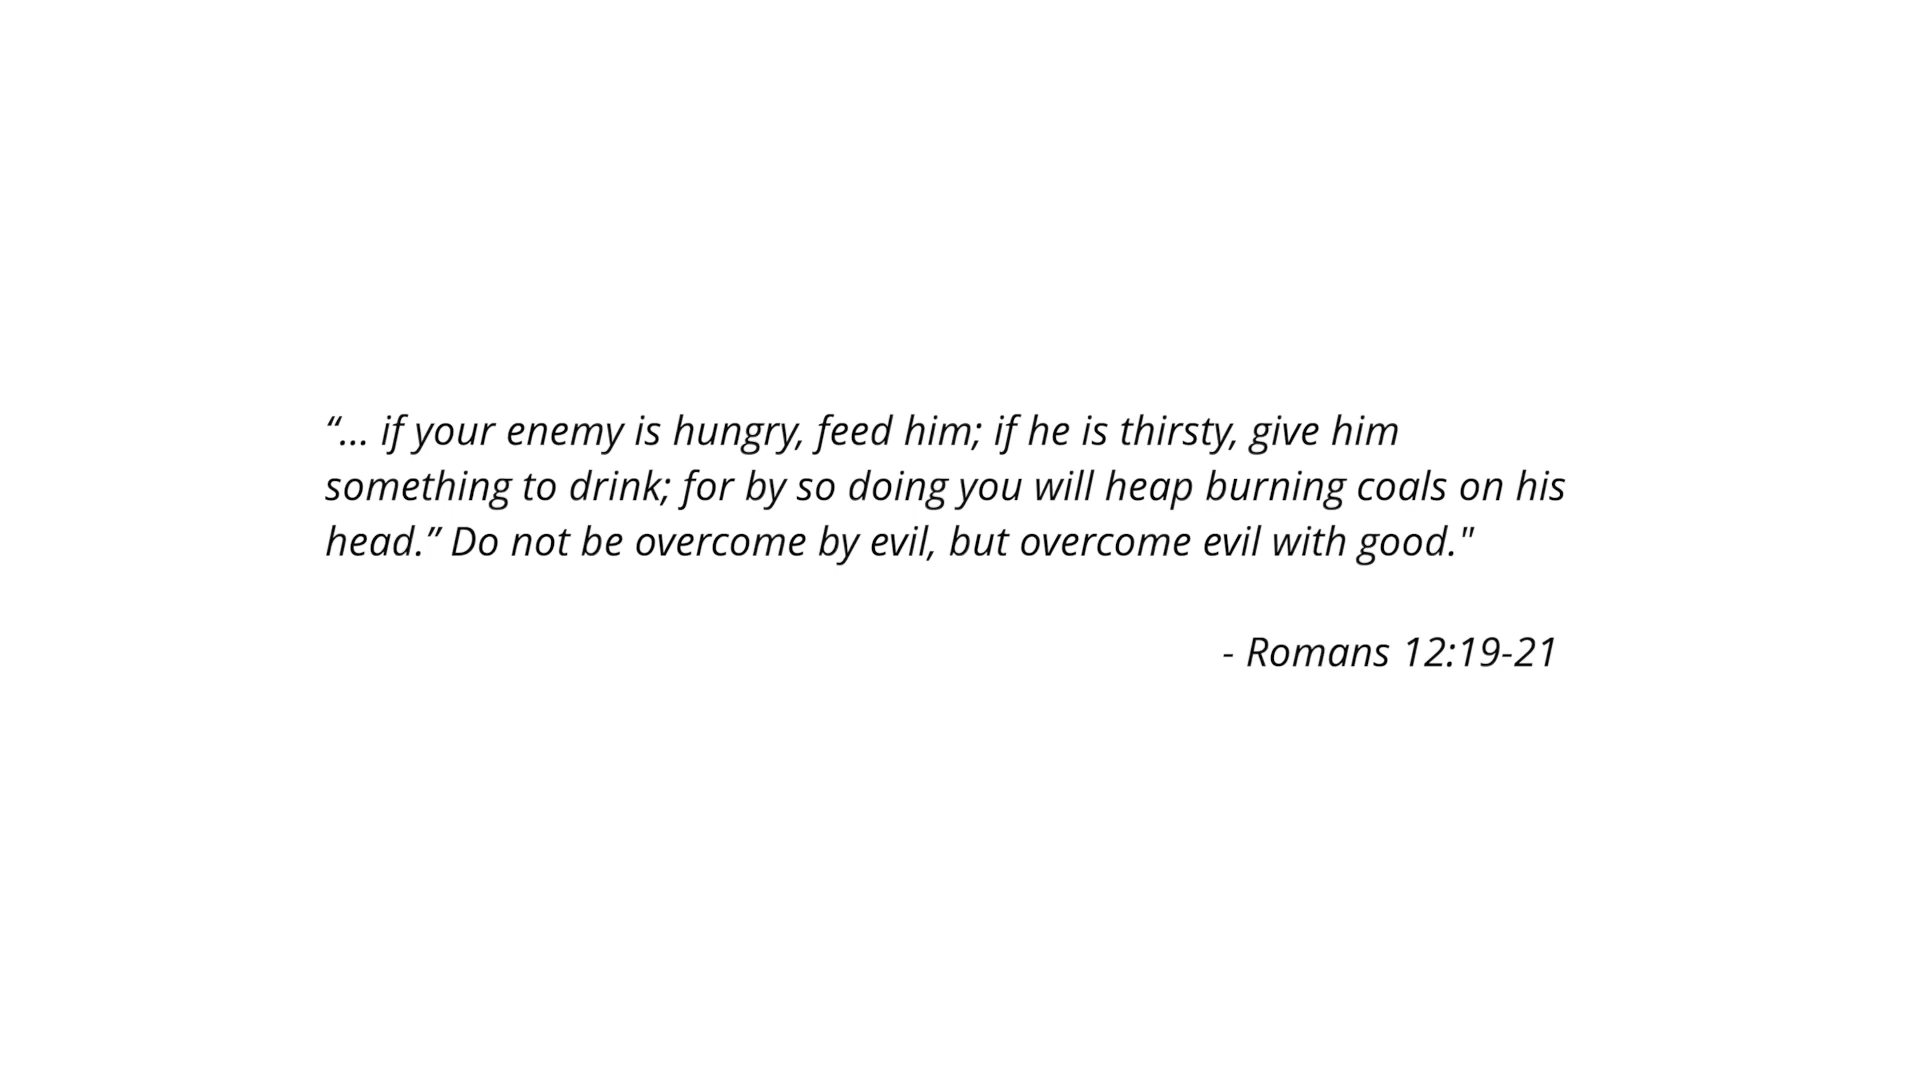 “... if your enemy is hungry, feed him; if he is thirsty, give him
something to drink; for by so doing you will heap burning coals on his
head.” Do not be overcome by evil, but overcome evil with good."
- Romans 12:19-21